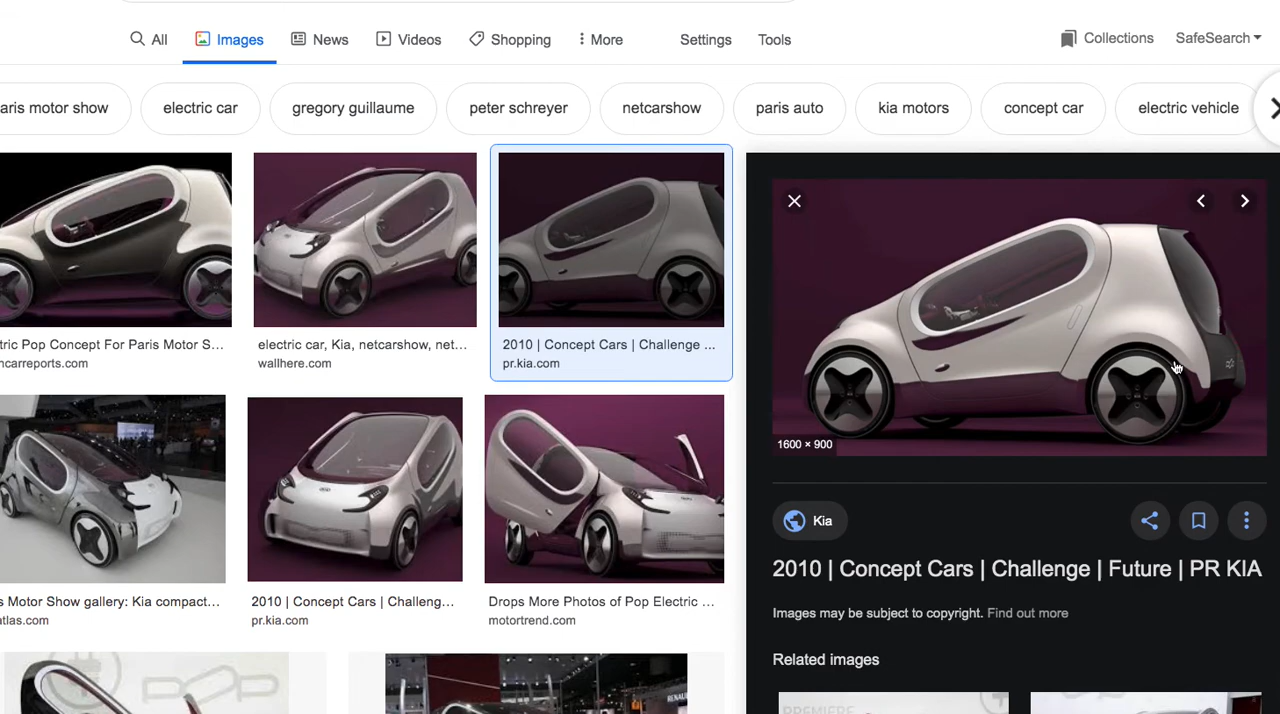 All Images News Videos Shopping More Settings Tools Collections SafeSearch
aris motor show electric car gregory guillaume peter schreyer netcarshow paris auto kia motors concept car electric vehicle
tric Pop Concept For Paris Motor S...
ncarreports.com
electric car, Kia, netcarshow, net...
wallhere.com
2010 | Concept Cars | Challenge ...
pr.kia.com
s Motor Show gallery: Kia compact...
atlas.com
2010 | Concept Cars | Challeng...
pr.kia.com
Drops More Photos of Pop Electric ...
motortrend.com
POP
RENAUL
1600 × 900
Kia
2010 | Concept Cars | Challenge | Future | PR KIA
Images may be subject to copyright. Find out more
Related images
PREMIERE